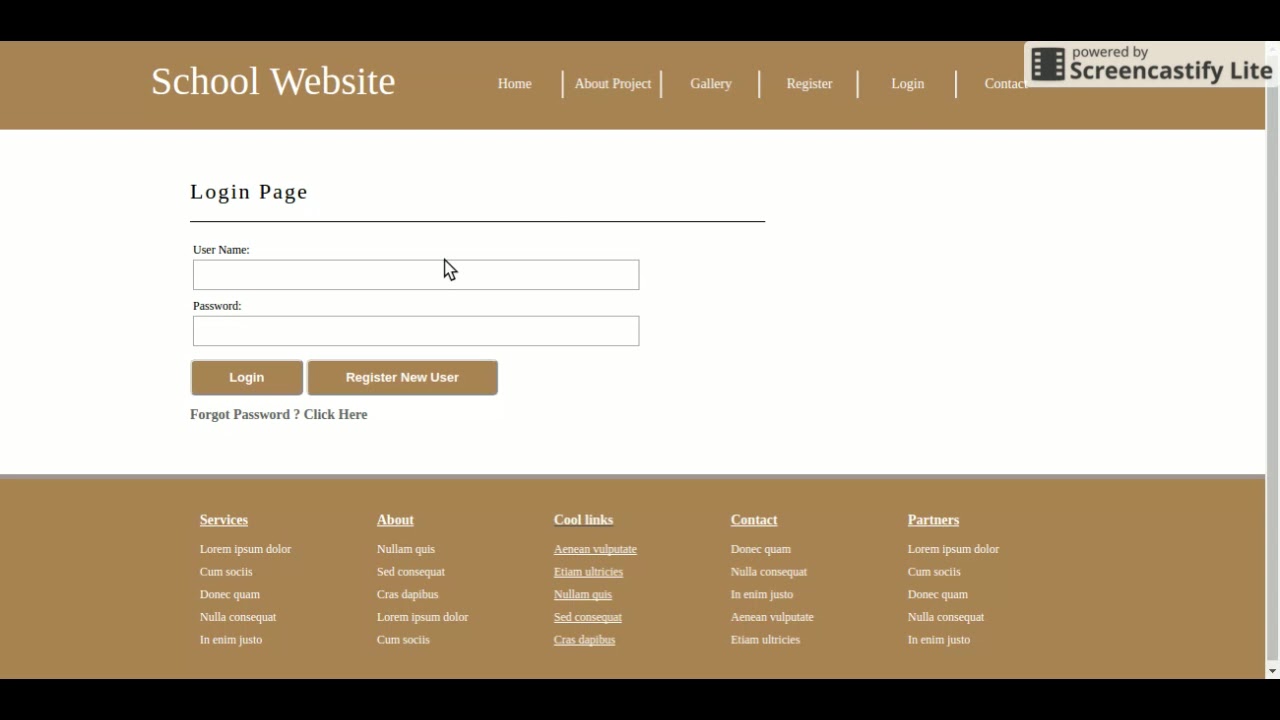 powered by
Screencastify Lite
School Website
Home
About Project
Gallery
Register
Login
Contact
Login Page
User Name:
Password:
Login
Register New User
Forgot Password ? Click Here
Services
Lorem ipsum dolor
Cum sociis
Donec quam
Nulla consequat
In enim justo
About
Nullam quis
Sed consequat
Cras dapibus
Lorem ipsum dolor
Cum sociis
Cool links
Aenean vulputate
Etiam ultricies
Nullam quis
Sed consequat
Cras dapibus
Contact
Donec quam
Nulla consequat
In enim justo
Aenean vulputate
Etiam ultricies
Partners
Lorem ipsum dolor
Cum sociis
Donec quam
Nulla consequat
In enim justo